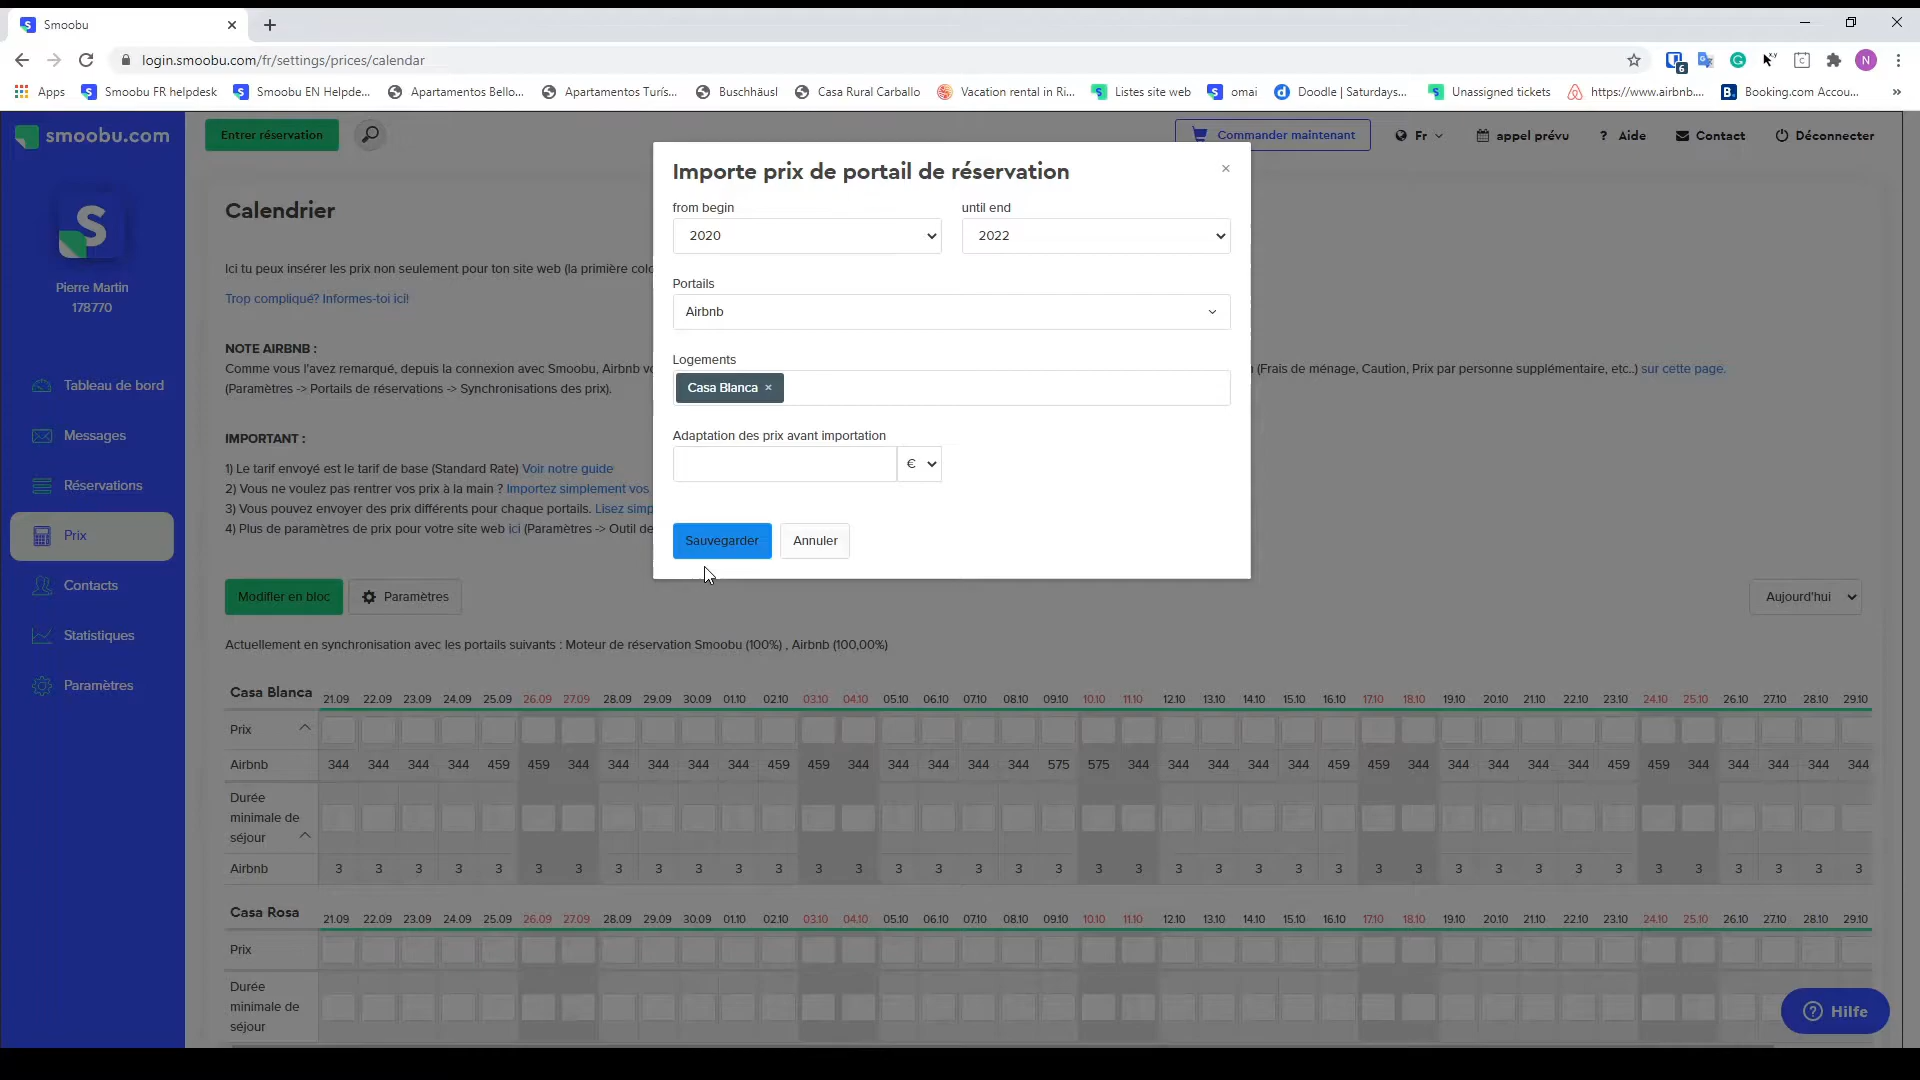 Smoobu
login.smoobu.com/fr/settings/prices/calendar
6
N
Apps Smoobu FR helpdesk Smoobu EN Helpde... Apartamentos Bello... Apartamentos Turís... Buschhäusl Casa Rural Carballo Vacation rental in Ri... Listes site web omai Doodle | Saturdays... Unassigned tickets https://www.airbnb.... Booking.com Accou... »
smoobu.com
Entrer réservation
Commander maintenant
Fr
appel prévu
? Aide
Contact
Déconnecter
Pierre Martin
178770
Tableau de bord
Messages
Réservations
Prix
Contacts
Statistiques
Paramètres
Calendrier
Ici tu peux insérer les prix non seulement pour ton site web (la primière colo
Trop compliqué? Informes-toi ici!
NOTE AIRBNB :
Comme vous l'avez remarqué, depuis la connexion avec Smoobu, Airbnb vo
(Frais de ménage, Caution, Prix par personne supplémentaire, etc..) sur cette page.
(Paramètres -> Portails de réservations -> Synchronisations des prix).
IMPORTANT :
1) Le tarif envoyé est le tarif de base (Standard Rate) Voir notre guide
2) Vous ne voulez pas rentrer vos prix à la main ? Importez simplement vos
3) Vous pouvez envoyer des prix différents pour chaque portails. Lisez simp
4) Plus de paramètres de prix pour votre site web ici (Paramètres -> Outil de
Importe prix de portail de réservation
×
from begin
until end
2020
2022
Portails
Airbnb
Logements
Casa Blanca ×
Adaptation des prix avant importation
€
Sauvegarder
Annuler
Modifier en bloc
Paramètres
Aujourd'hui
Actuellement en synchronisation avec les portails suivants : Moteur de réservation Smoobu (100%) , Airbnb (100,00%)
Casa Blanca 21.09 22.09 23.09 24.09 25.09 26.09 27.09 28.09 29.09 30.09 01.10 02.10 03.10 04.10 05.10 06.10 07.10 08.10 09.10 10.10 11.10 12.10 13.10 14.10 15.10 16.10 17.10 18.10 19.10 20.10 21.10 22.10 23.10 24.10 25.10 26.10 27.10 28.10 29.10
Prix
Airbnb 344 344 344 344 459 459 344 344 344 344 344 459 459 344 344 344 344 344 575 575 344 344 344 344 344 459 459 344 344 344 344 344 459 459 344 344 344 344 344
Durée
minimale de
séjour
Airbnb 3 3 3 3 3 3 3 3 3 3 3 3 3 3 3 3 3 3 3 3 3 3 3 3 3 3 3 3 3 3 3 3 3 3 3 3 3 3 3
Casa Rosa 21.09 22.09 23.09 24.09 25.09 26.09 27.09 28.09 29.09 30.09 01.10 02.10 03.10 04.10 05.10 06.10 07.10 08.10 09.10 10.10 11.10 12.10 13.10 14.10 15.10 16.10 17.10 18.10 19.10 20.10 21.10 22.10 23.10 24.10 25.10 26.10 27.10 28.10 29.10
Prix
Durée
minimale de
séjour
Hilfe